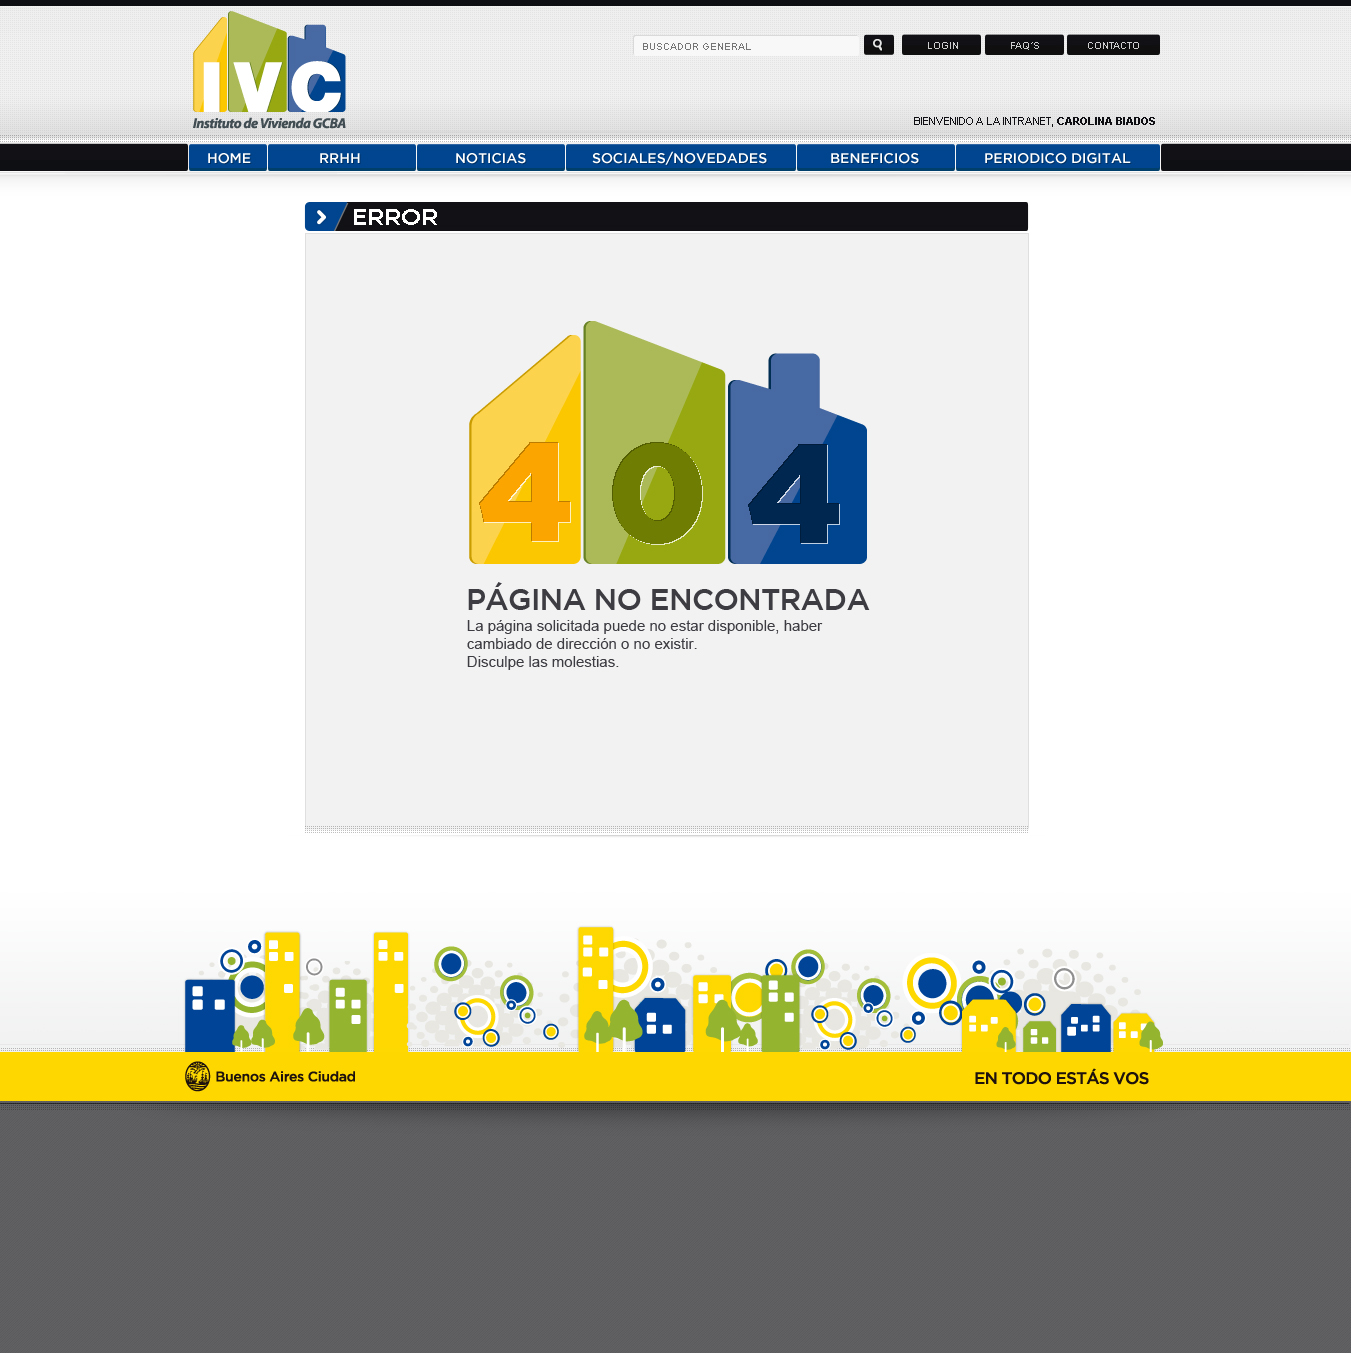 ivc
Instituto de Vivienda GCBA
BUSCADOR GENERAL
LOGIN
FAQ'S
CONTACTO
BIENVENIDO A LA INTRANET, CAROLINA BIADOS
HOME
RRHH
NOTICIAS
SOCIALES/NOVEDADES
BENEFICIOS
PERIODICO DIGITAL
ERROR
404
PÁGINA NO ENCONTRADA
La página solicitada puede no estar disponible, haber
cambiado de dirección o no existir.
Disculpe las molestias.
Buenos Aires Ciudad
EN TODO ESTÁS VOS